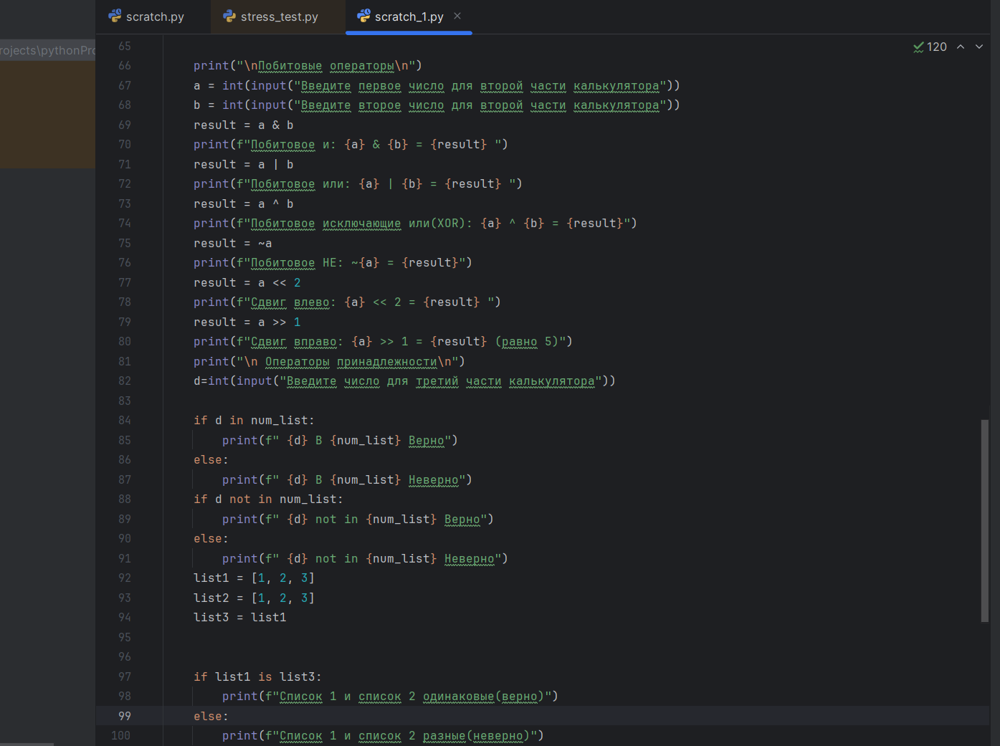 scratch.py stress_test.py scratch_1.py
rojects\pythonPro
120
65
66 print("\nПобитовые операторы\n")
67 a = int(input("Введите первое число для второй части калькулятора"))
68 b = int(input("Введите второе число для второй части калькулятора"))
69 result = a & b
70 print(f"Побитовое и: {a} & {b} = {result} ")
71 result = a | b
72 print(f"Побитовое или: {a} | {b} = {result} ")
73 result = a ^ b
74 print(f"Побитовое исключающие или(XOR): {a} ^ {b} = {result}")
75 result = ~a
76 print(f"Побитовое НЕ: ~{a} = {result}")
77 result = a << 2
78 print(f"Сдвиг влево: {a} << 2 = {result} ")
79 result = a >> 1
80 print(f"Сдвиг вправо: {a} >> 1 = {result} (равно 5)")
81 print("\n Операторы принадлежности\n")
82 d=int(input("Введите число для третий части калькулятора"))
83
84 if d in num_list:
85 print(f" {d} В {num_list} Верно")
86 else:
87 print(f" {d} В {num_list} Неверно")
88 if d not in num_list:
89 print(f" {d} not in {num_list} Верно")
90 else:
91 print(f" {d} not in {num_list} Неверно")
92 list1 = [1, 2, 3]
93 list2 = [1, 2, 3]
94 list3 = list1
95
96
97 if list1 is list3:
98 print(f"Список 1 и список 2 одинаковые(верно)")
99 else:
100 print(f"Список 1 и список 2 разные(неверно)")